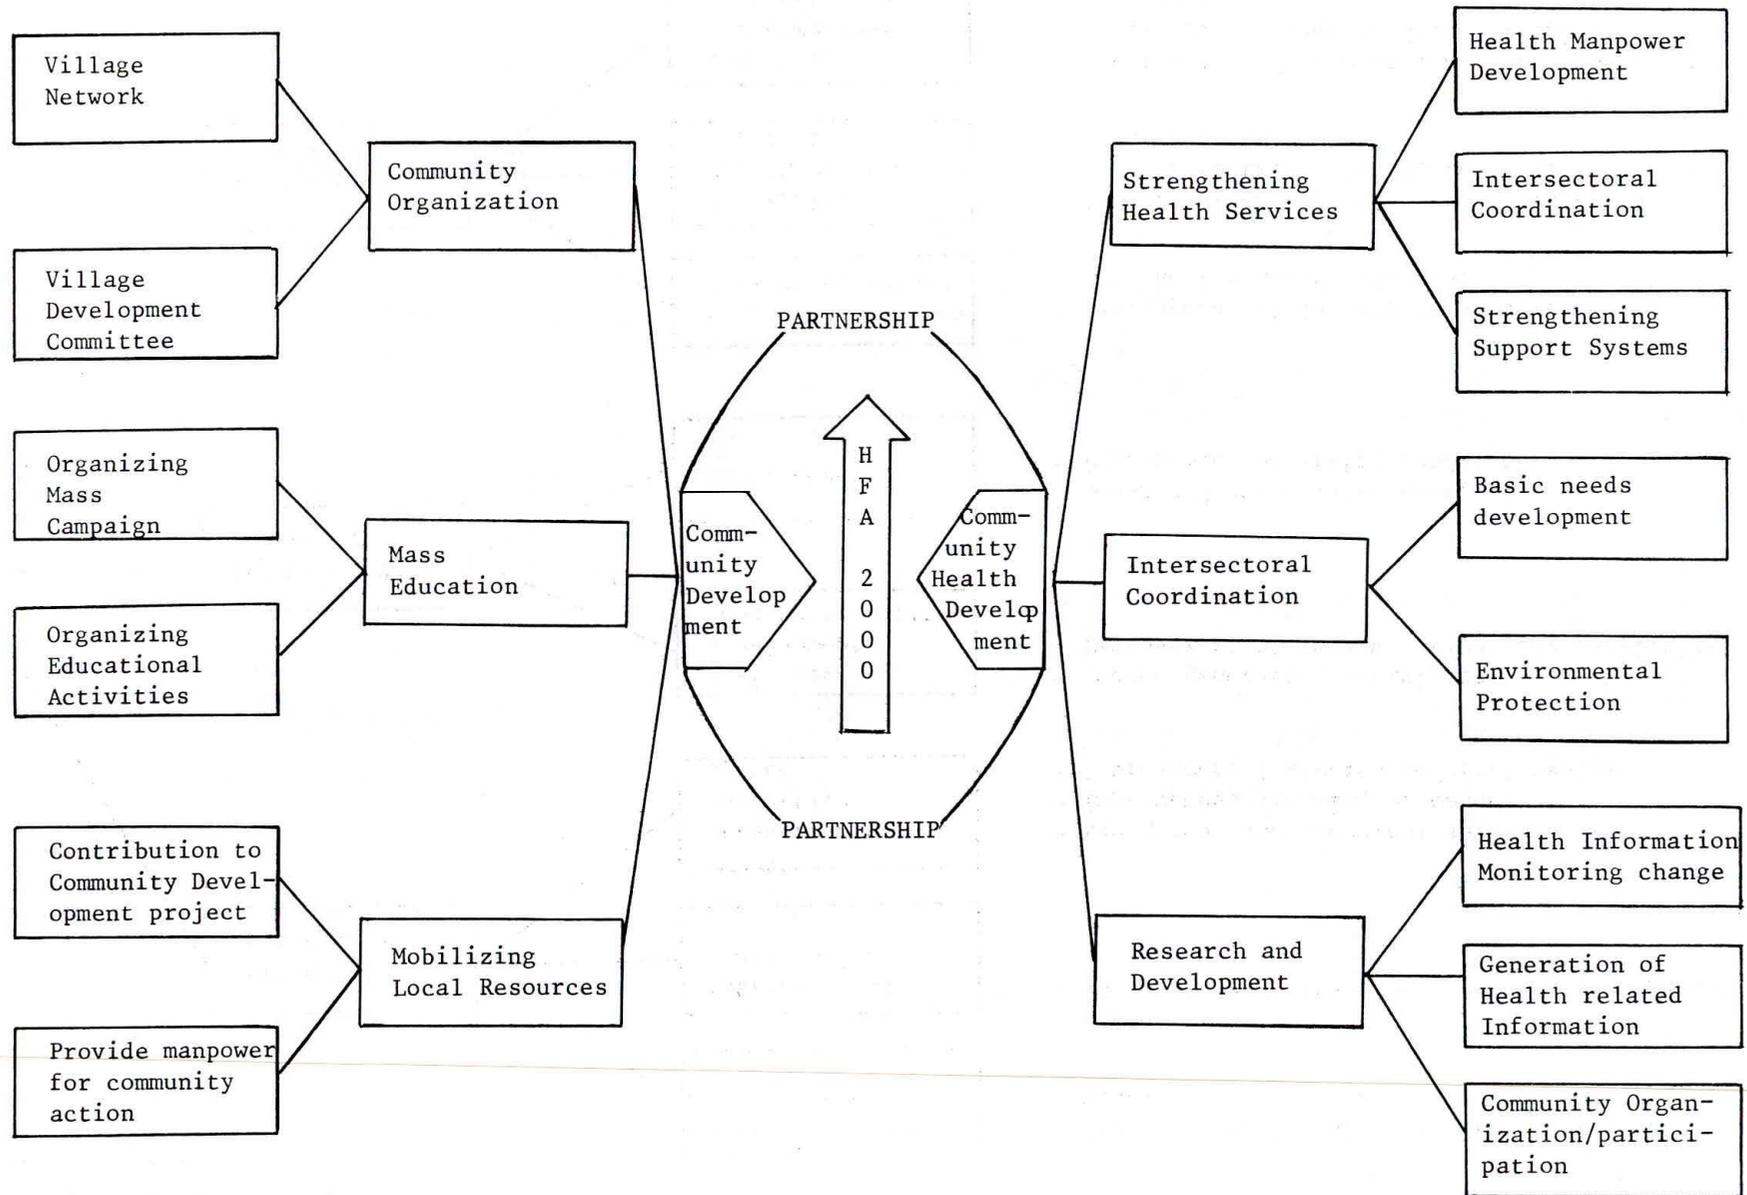 Village
Network
Village
Development
Committee
Organizing
Mass
Campaign
Organizing
Educational
Activities
Contribution to
Community Devel-
opment project
Provide manpower
for community
action
Community
Organization
Mass
Education
Mobilizing
Local Resources
PARTNERSHIP
Comm-
unity
Develop
ment
H
F
A
2
0
0
0
Comm-
unity
Health
Develop
ment
PARTNERSHIP
Strengthening
Health Services
Intersectoral
Coordination
Research and
Development
Health Manpower
Development
Intersectoral
Coordination
Strengthening
Support Systems
Basic needs
development
Environmental
Protection
Health Information
Monitoring change
Generation of
Health related
Information
Community Organ-
ization/partici-
pation